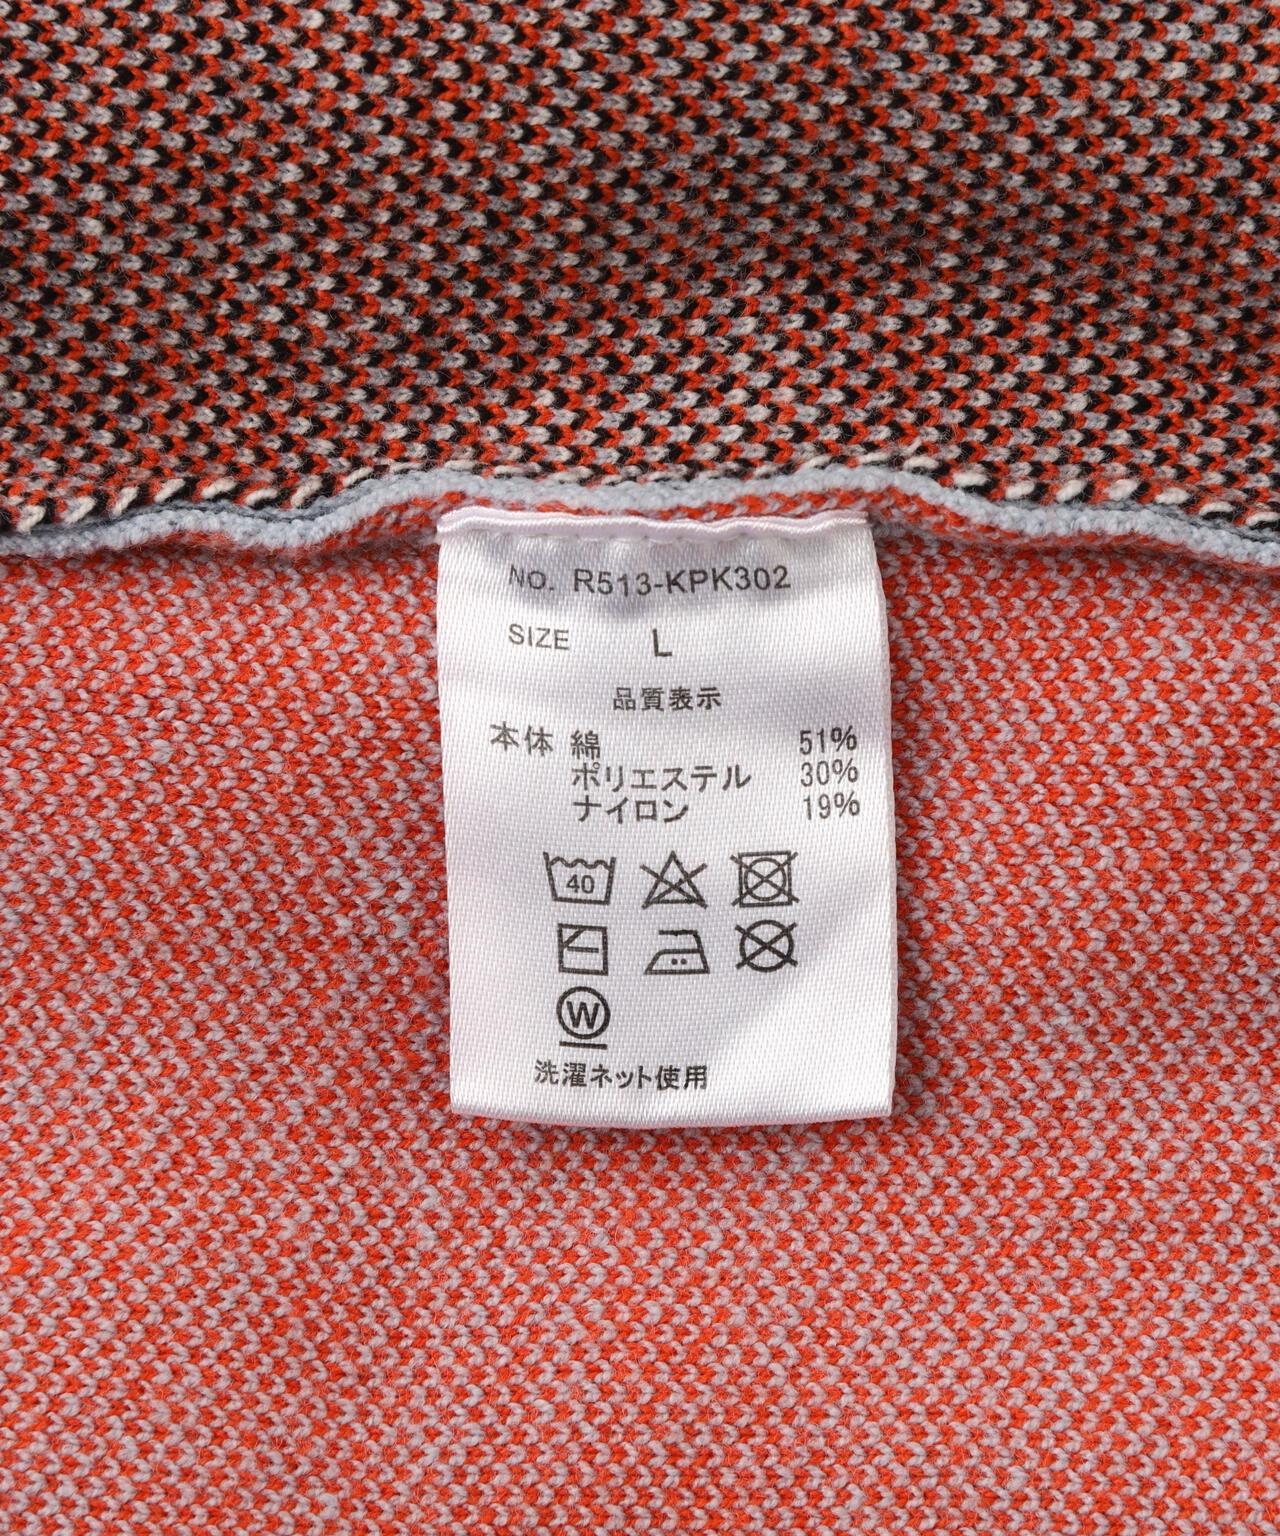 NO. R513-KPK302
SIZE L
品質表示
本体 綿 51%
ポリエステル 30%
ナイロン 19%
40
W
洗濯ネット使用